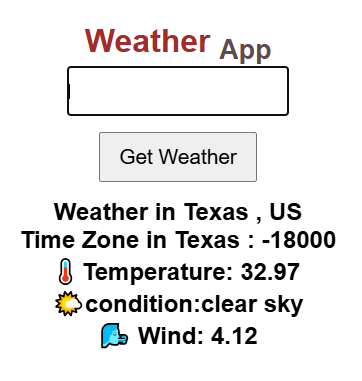 Weather App
Get Weather
Weather in Texas , US
Time Zone in Texas : -18000
🌡️ Temperature: 32.97
🌤️condition:clear sky
🌬️ Wind: 4.12